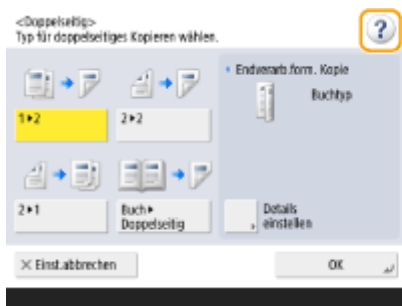 <Doppelseitig>
Typ für doppelseitiges Kopieren wählen.
?
Endverarb.form. Kopie
Buchtyp
1▸2
2▸2
2▸1
Buch▸
Doppelseitig
Details
einstellen
× Einst.abbrechen
OK